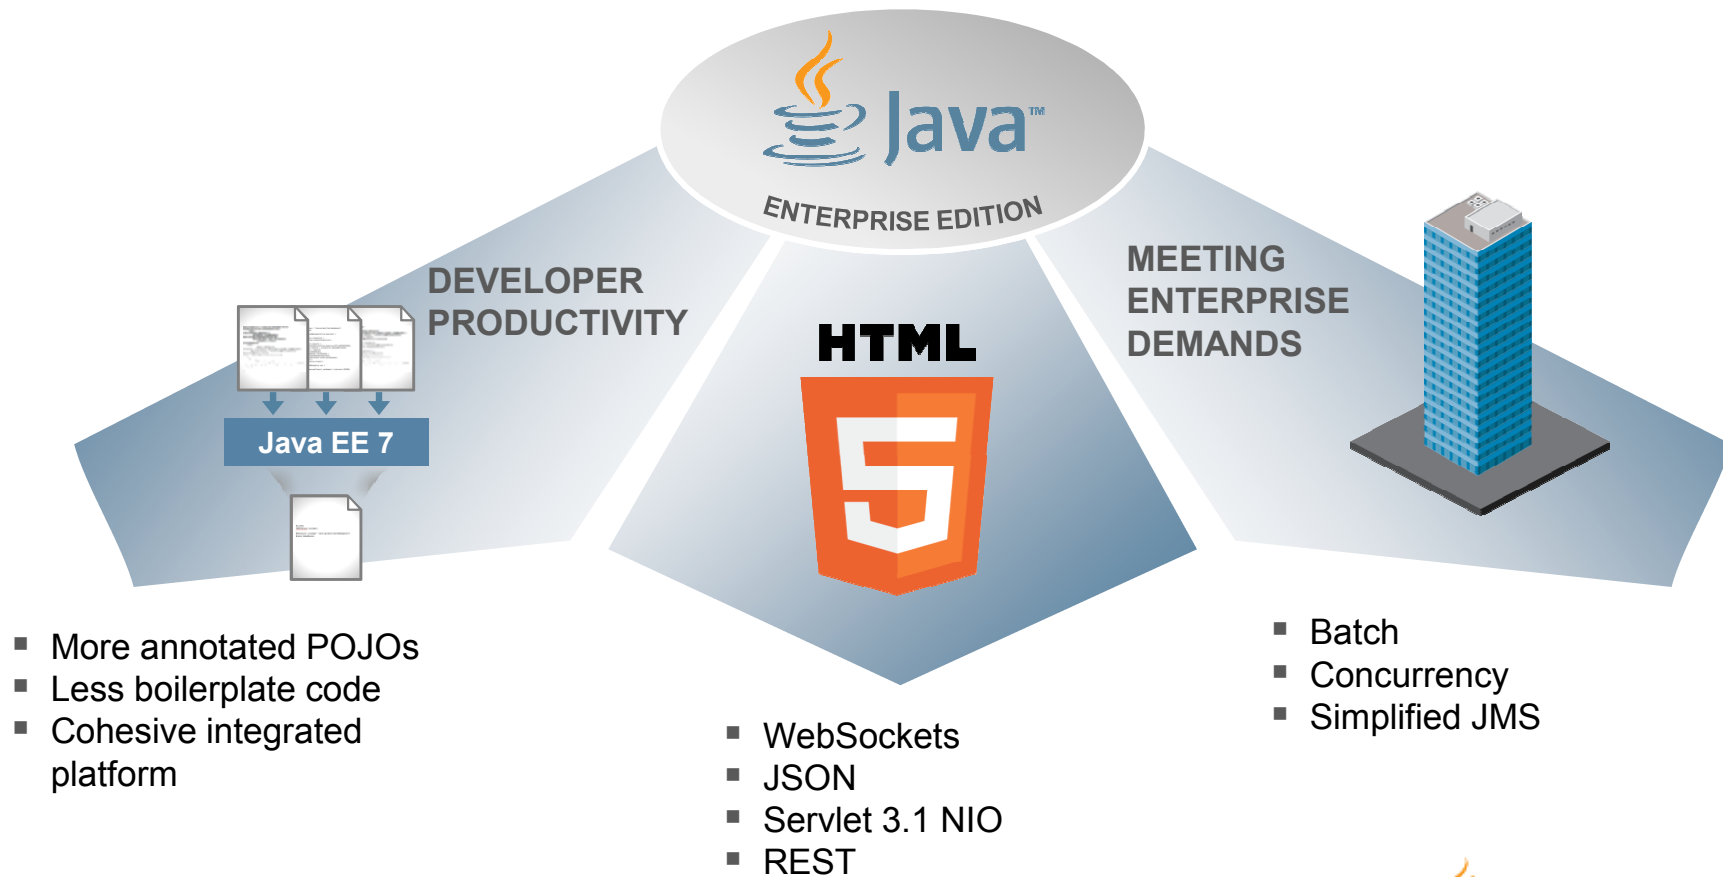 Java™
ENTERPRISE EDITION
DEVELOPER
PRODUCTIVITY
Java EE 7
▪ More annotated POJOs
▪ Less boilerplate code
▪ Cohesive integrated
platform
HTML
5
▪ WebSockets
▪ JSON
▪ Servlet 3.1 NIO
▪ REST
MEETING
ENTERPRISE
DEMANDS
▪ Batch
▪ Concurrency
▪ Simplified JMS